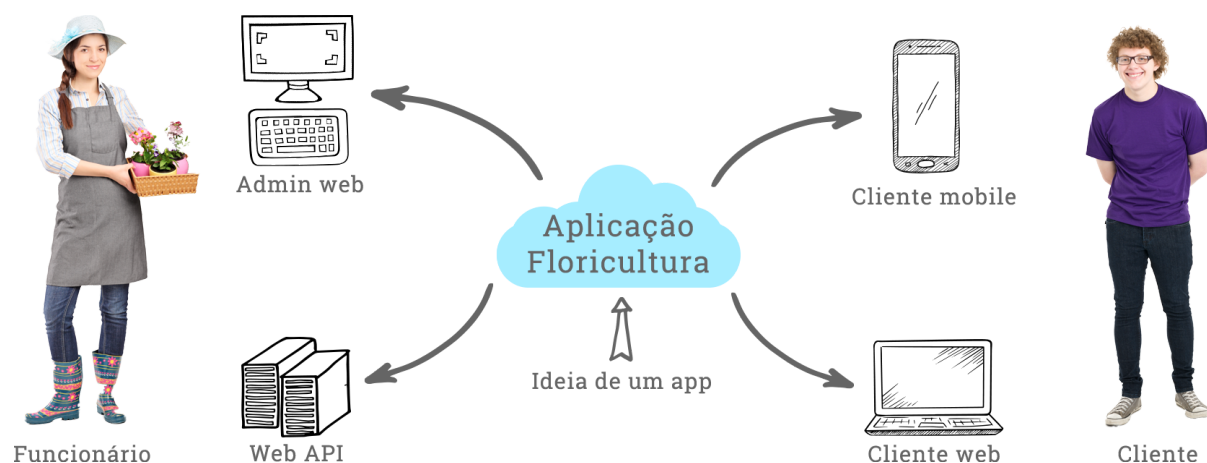 Admin web
Cliente mobile
Aplicação
Floricultura
Ideia de um app
Funcionário
Web API
Cliente web
Cliente